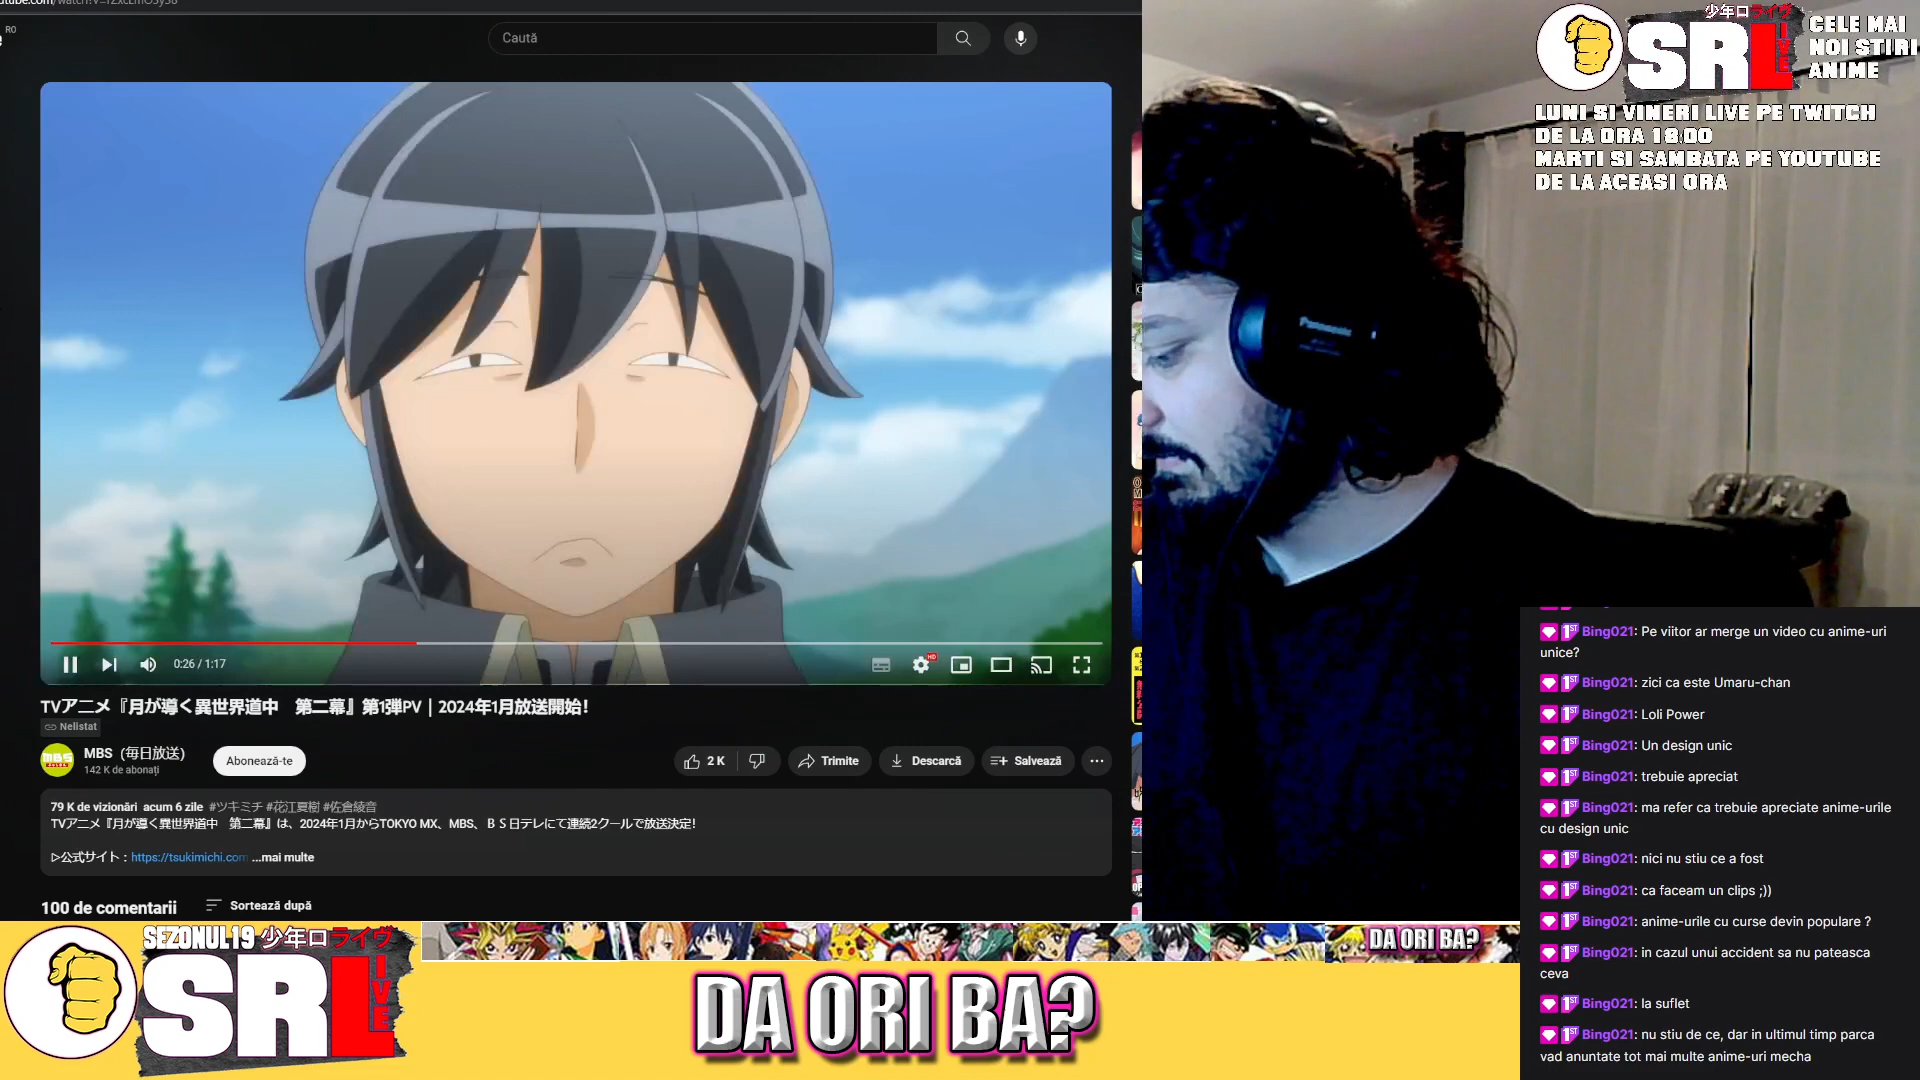 RO
Caută
0:26 / 1:17
HD
TVアニメ『月が導く異世界道中 第二幕』第1弾PV | 2024年1月放送開始!
Nelistat
MBS
MBS (毎日放送)
142 K de abonați
Abonează-te
2 K
Trimite
Descarcă
Salvează
79 K de vizionări acum 6 zile #ツキミチ #花江夏樹 #佐倉綾音
TVアニメ『月が導く異世界道中 第二幕』は、2024年1月からTOKYO MX、MBS、ＢＳ日テレにて連続2クールで放送決定!
▷公式サイト : https://tsukimichi.com ...mai multe
100 de comentarii
Sortează după
Panasonic
少年ロライヴ
SRL
LIVE
CELE MAI
NOI STIRI
ANIME
LUNI SI VINERI LIVE PE TWITCH
DE LA ORA 18:00
MARTI SI SAMBATA PE YOUTUBE
DE LA ACEASI ORA
Bing021: Pe viitor ar merge un video cu anime-uri
unice?
Bing021: zici ca este Umaru-chan
Bing021: Loli Power
Bing021: Un design unic
Bing021: trebuie apreciat
Bing021: ma refer ca trebuie apreciate anime-urile
cu design unic
Bing021: nici nu stiu ce a fost
Bing021: ca faceam un clips ;))
Bing021: anime-urile cu curse devin populare ?
Bing021: in cazul unui accident sa nu pateasca
ceva
Bing021: la suflet
Bing021: nu stiu de ce, dar in ultimul timp parca
vad anuntate tot mai multe anime-uri mecha
SEZONUL19 少年ロライヴ
SRL
LIVE
DA ORI BA?
DA ORI BA?